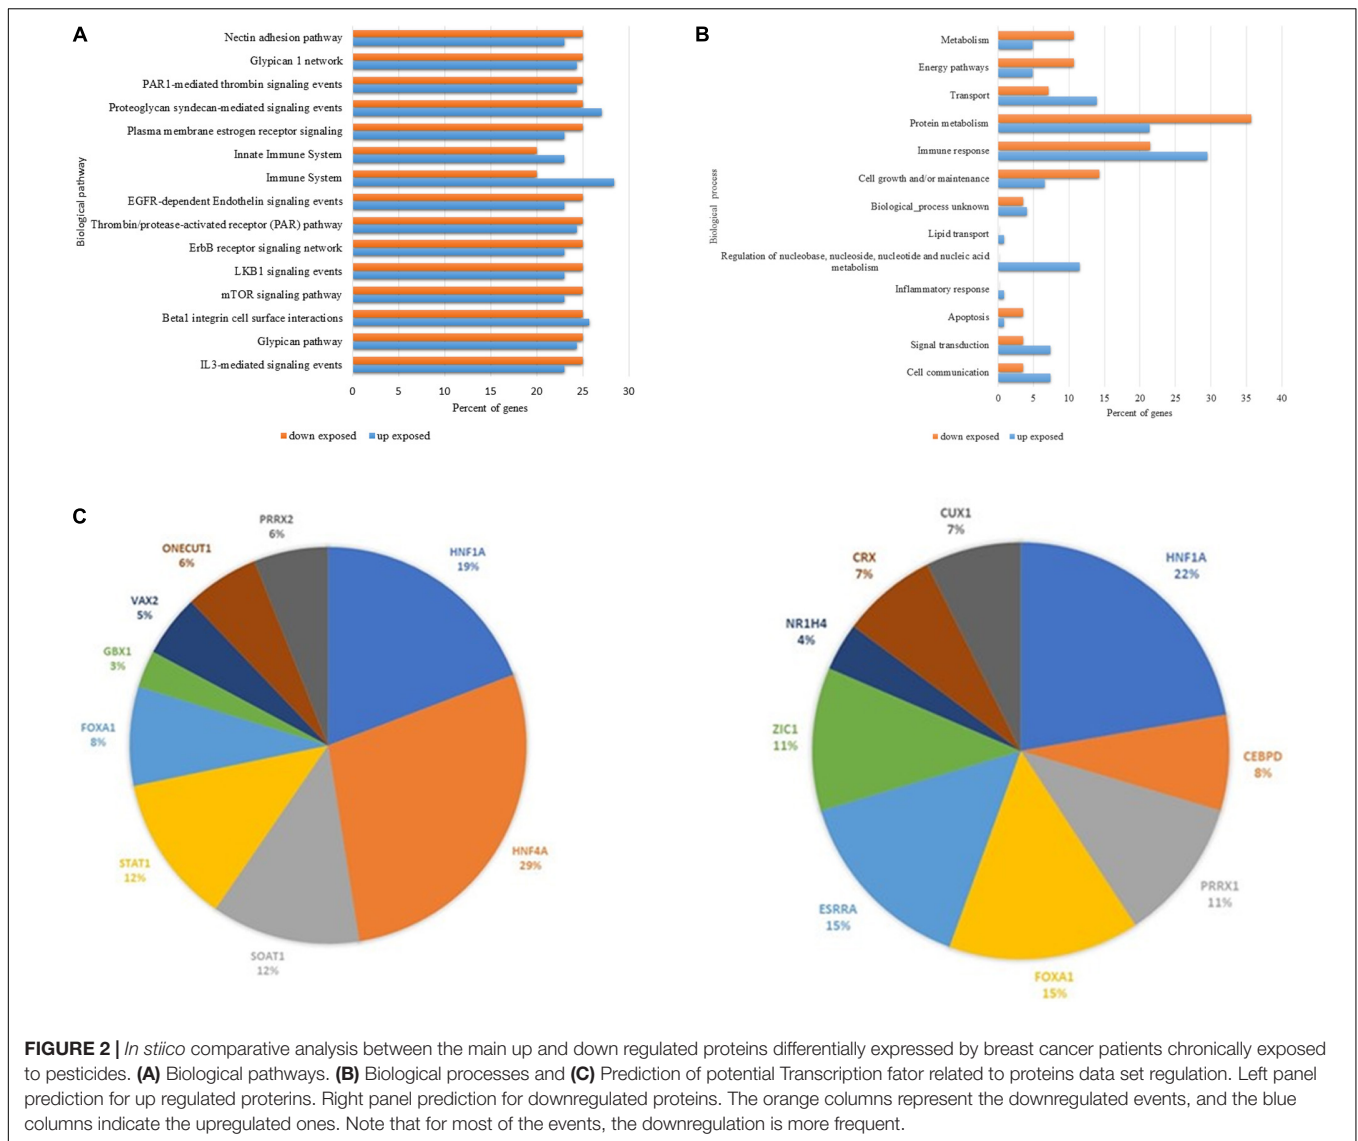 A
Nectin adhesion pathway
Glypican 1 network
PAR1-mediated thrombin signaling events
Proteoglycan syndecan-mediated signaling events
Plasma membrane estrogen receptor signaling
Innate Immune System
Immune System
EGFR-dependent Endothelin signaling events
Thrombin/protease-activated receptor (PAR) pathway
ErbB receptor signaling network
LKB1 signaling events
mTOR signaling pathway
Beta1 integrin cell surface interactions
Glypican pathway
IL3-mediated signaling events
Biological pathway
0 5 10 15 20 25 30
Percent of genes
down exposed up exposed
B
Metabolism
Energy pathways
Transport
Protein metabolism
Immune response
Cell growth and/or maintenance
Biological_process unknown
Lipid transport
Regulation of nucleobase, nucleoside, nucleotide and nucleic acid
metabolism
Inflammatory response
Apoptosis
Signal transduction
Cell communication
Biological process
0 5 10 15 20 25 30 35 40
Percent of genes
down exposed up exposed
C
PRRX2
6%
HNF1A
19%
ONECUT1
6%
VAX2
5%
GBX1
3%
FOXA1
8%
STAT1
12%
SOAT1
12%
HNF4A
29%
CUX1
7%
HNF1A
22%
CRX
7%
NR1H4
4%
ZIC1
11%
CEBPD
8%
PRRX1
11%
ESRRA
15%
FOXA1
15%
FIGURE 2 | In stiico comparative analysis between the main up and down regulated proteins differentially expressed by breast cancer patients chronically exposed
to pesticides. (A) Biological pathways. (B) Biological processes and (C) Prediction of potential Transcription fator related to proteins data set regulation. Left panel
prediction for up regulated proterins. Right panel prediction for downregulated proteins. The orange columns represent the downregulated events, and the blue
columns indicate the upregulated ones. Note that for most of the events, the downregulation is more frequent.